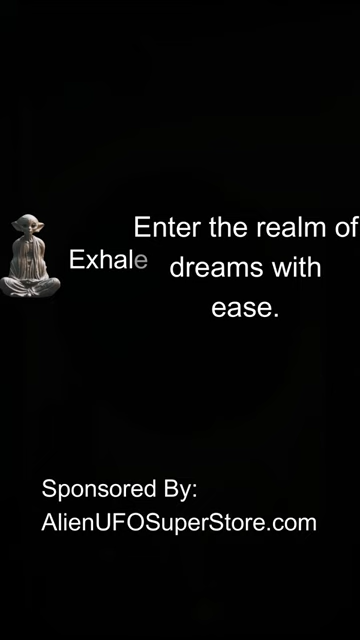 Enter the realm of
Exhale
dreams with
ease.
Sponsored By:
AlienUFOSuperStore.com